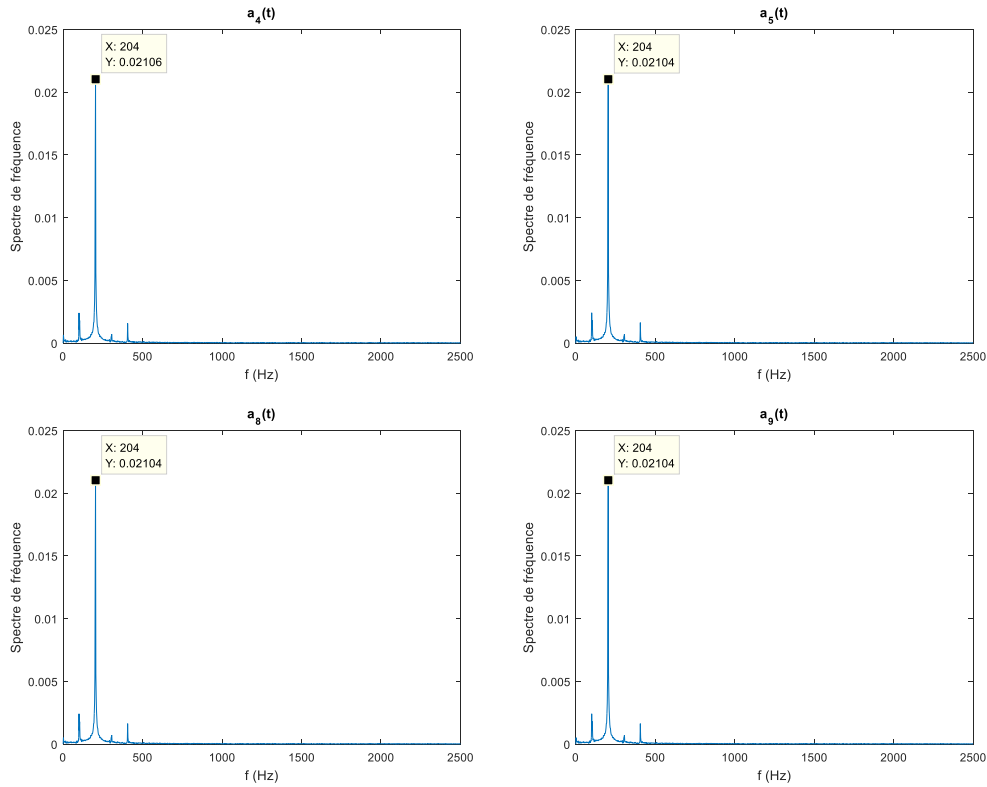 a4(t)
X: 204
Y: 0.02106
0.025
0.02
0.015
0.01
0.005
0
Spectre de fréquence
0 500 1000 1500 2000 2500
f (Hz)
a5(t)
X: 204
Y: 0.02104
0.025
0.02
0.015
0.01
0.005
0
Spectre de fréquence
0 500 1000 1500 2000 2500
f (Hz)
a8(t)
X: 204
Y: 0.02104
0.025
0.02
0.015
0.01
0.005
0
Spectre de fréquence
0 500 1000 1500 2000 2500
f (Hz)
a9(t)
X: 204
Y: 0.02104
0.025
0.02
0.015
0.01
0.005
0
Spectre de fréquence
0 500 1000 1500 2000 2500
f (Hz)